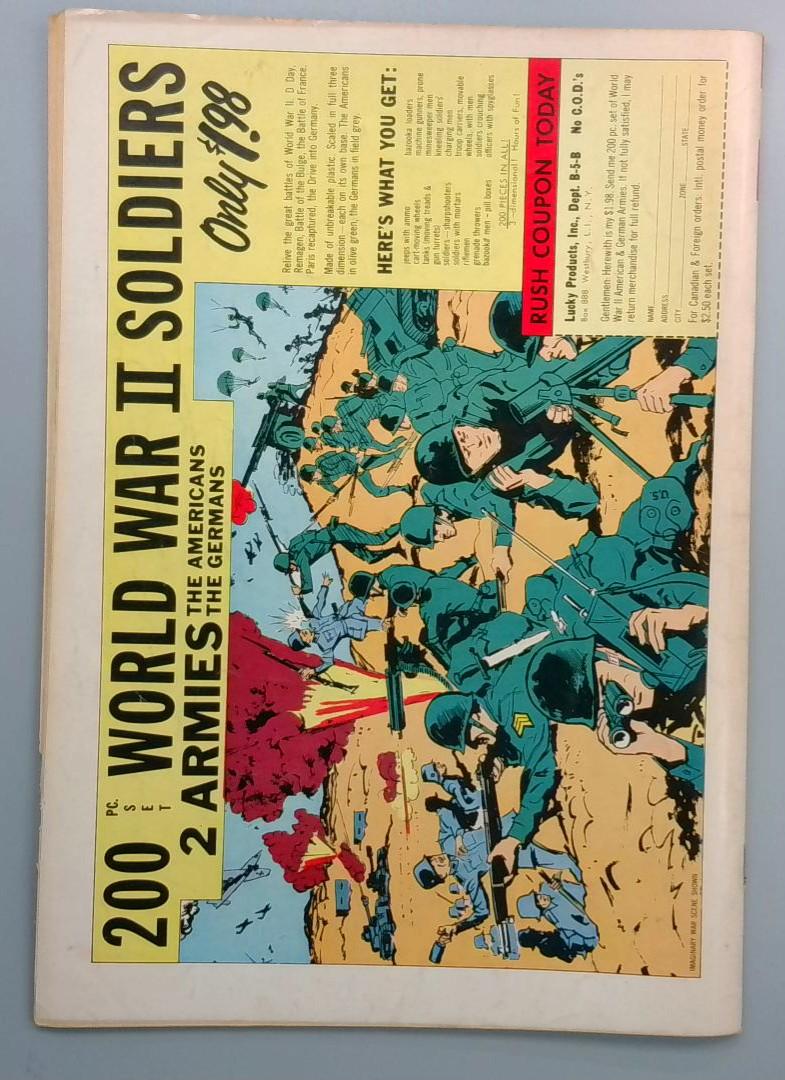 200 PC. SET WORLD WAR II SOLDIERS
2 ARMIES THE AMERICANS
THE GERMANS
Only $1.98
Relive the great battles of World War II. D Day,
Remagen, Battle of the Bulge, the Battle of France.
Paris recaptured, the Drive into Germany.
Made of unbreakable plastic. Scaled in full three
dimension—each on its own base. The Americans
in olive green, the Germans in field grey.
HERE'S WHAT YOU GET:
jeeps with ammo
cart-moving wheels
tanks (moving treads &
gun turrets)
soldiers—sharpshooters
soldiers with mortars
riflemen
grenade throwers
bazooka men - pill boxes
bazooka loaders
machine gunners, prone
minesweeper men
kneeling soldiers
charging men
troop carriers, movable
wheels, with men
soldiers crouching
officers with spyglasses
200 PIECES IN ALL!
3-dimensional! Hours of Fun!
RUSH COUPON TODAY
Lucky Products, Inc., Dept. B-5-B No C.O.D.'s
Box 888 Westbury, L.I., N.Y.
Gentlemen: Herewith is my $1.98. Send me 200 pc. set of World
War II American & German Armies. If not fully satisfied, I may
return merchandise for full refund.
NAME
ADDRESS
CITY ZONE STATE
For Canadian & Foreign orders: Intl. postal money order for
$2.50 each set.
U.S.
IMAGINARY WAR SCENE SHOWN